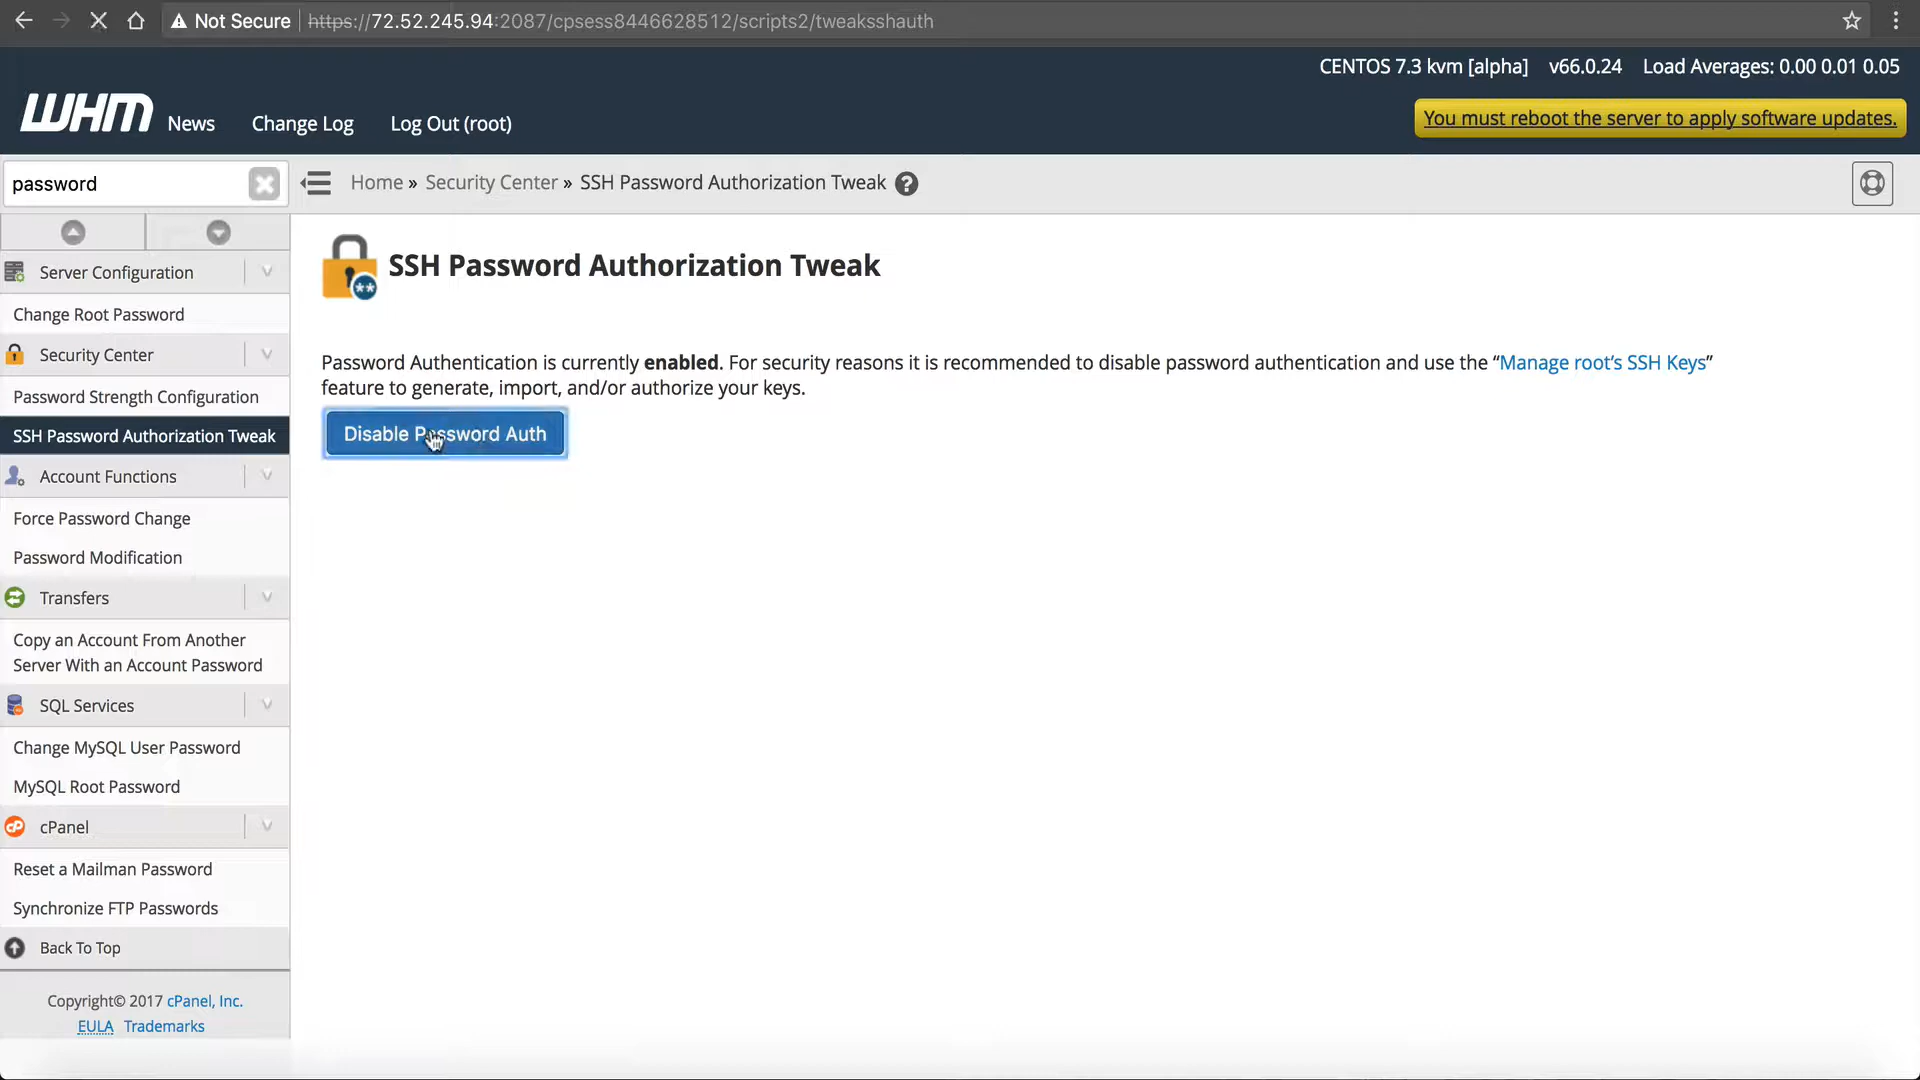 Not Secure
https://72.52.245.94:2087/cpsess8446628512/scripts2/tweaksshauth
CENTOS 7.3 kvm [alpha] v66.0.24 Load Averages: 0.00 0.01 0.05
WHM News Change Log Log Out (root)
You must reboot the server to apply software updates.
password
Home » Security Center » SSH Password Authorization Tweak ?
Server Configuration
Change Root Password
Security Center
Password Strength Configuration
SSH Password Authorization Tweak
Account Functions
Force Password Change
Password Modification
Transfers
Copy an Account From Another
Server With an Account Password
SQL Services
Change MySQL User Password
MySQL Root Password
cPanel
Reset a Mailman Password
Synchronize FTP Passwords
Back To Top
Copyright© 2017 cPanel, Inc.
EULA Trademarks
SSH Password Authorization Tweak
Password Authentication is currently enabled. For security reasons it is recommended to disable password authentication and use the “Manage root’s SSH Keys”
feature to generate, import, and/or authorize your keys.
Disable Password Auth